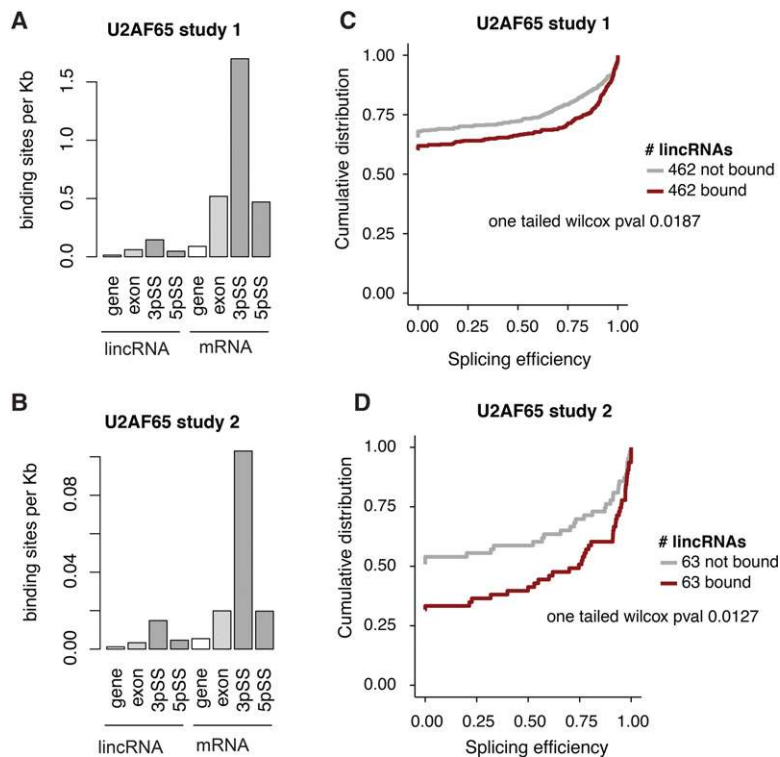 A
U2AF65 study 1
binding sites per Kb
1.5
1.0
0.5
0.0
gene
exon
3pSS
5pSS
gene
exon
3pSS
5pSS
lincRNA
mRNA
C
U2AF65 study 1
Cumulative distribution
1.00
0.75
0.50
0.25
0.00
# lincRNAs
462 not bound
462 bound
one tailed wilcox pval 0.0187
0.00 0.25 0.50 0.75 1.00
Splicing efficiency
B
U2AF65 study 2
binding sites per Kb
0.08
0.04
0.00
gene
exon
3pSS
5pSS
gene
exon
3pSS
5pSS
lincRNA
mRNA
D
U2AF65 study 2
Cumulative distribution
1.00
0.75
0.50
0.25
0.00
# lincRNAs
63 not bound
63 bound
one tailed wilcox pval 0.0127
0.00 0.25 0.50 0.75 1.00
Splicing efficiency